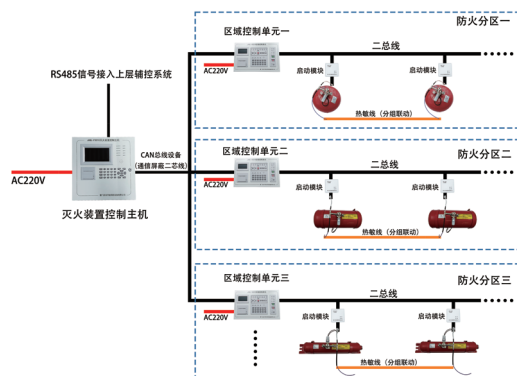 防火分区一
区域控制单元一
二总线
RS485信号接入上层辅控系统
AC220V
启动模块
启动模块
热敏线（分组联动）
防火分区二
CAN总线设备
（通信屏蔽二芯线）
区域控制单元二
二总线
AC220V
AC220V
启动模块
启动模块
灭火装置控制主机
热敏线（分组联动）
防火分区三
区域控制单元三
二总线
AC220V
启动模块
启动模块
热敏线（分组联动）